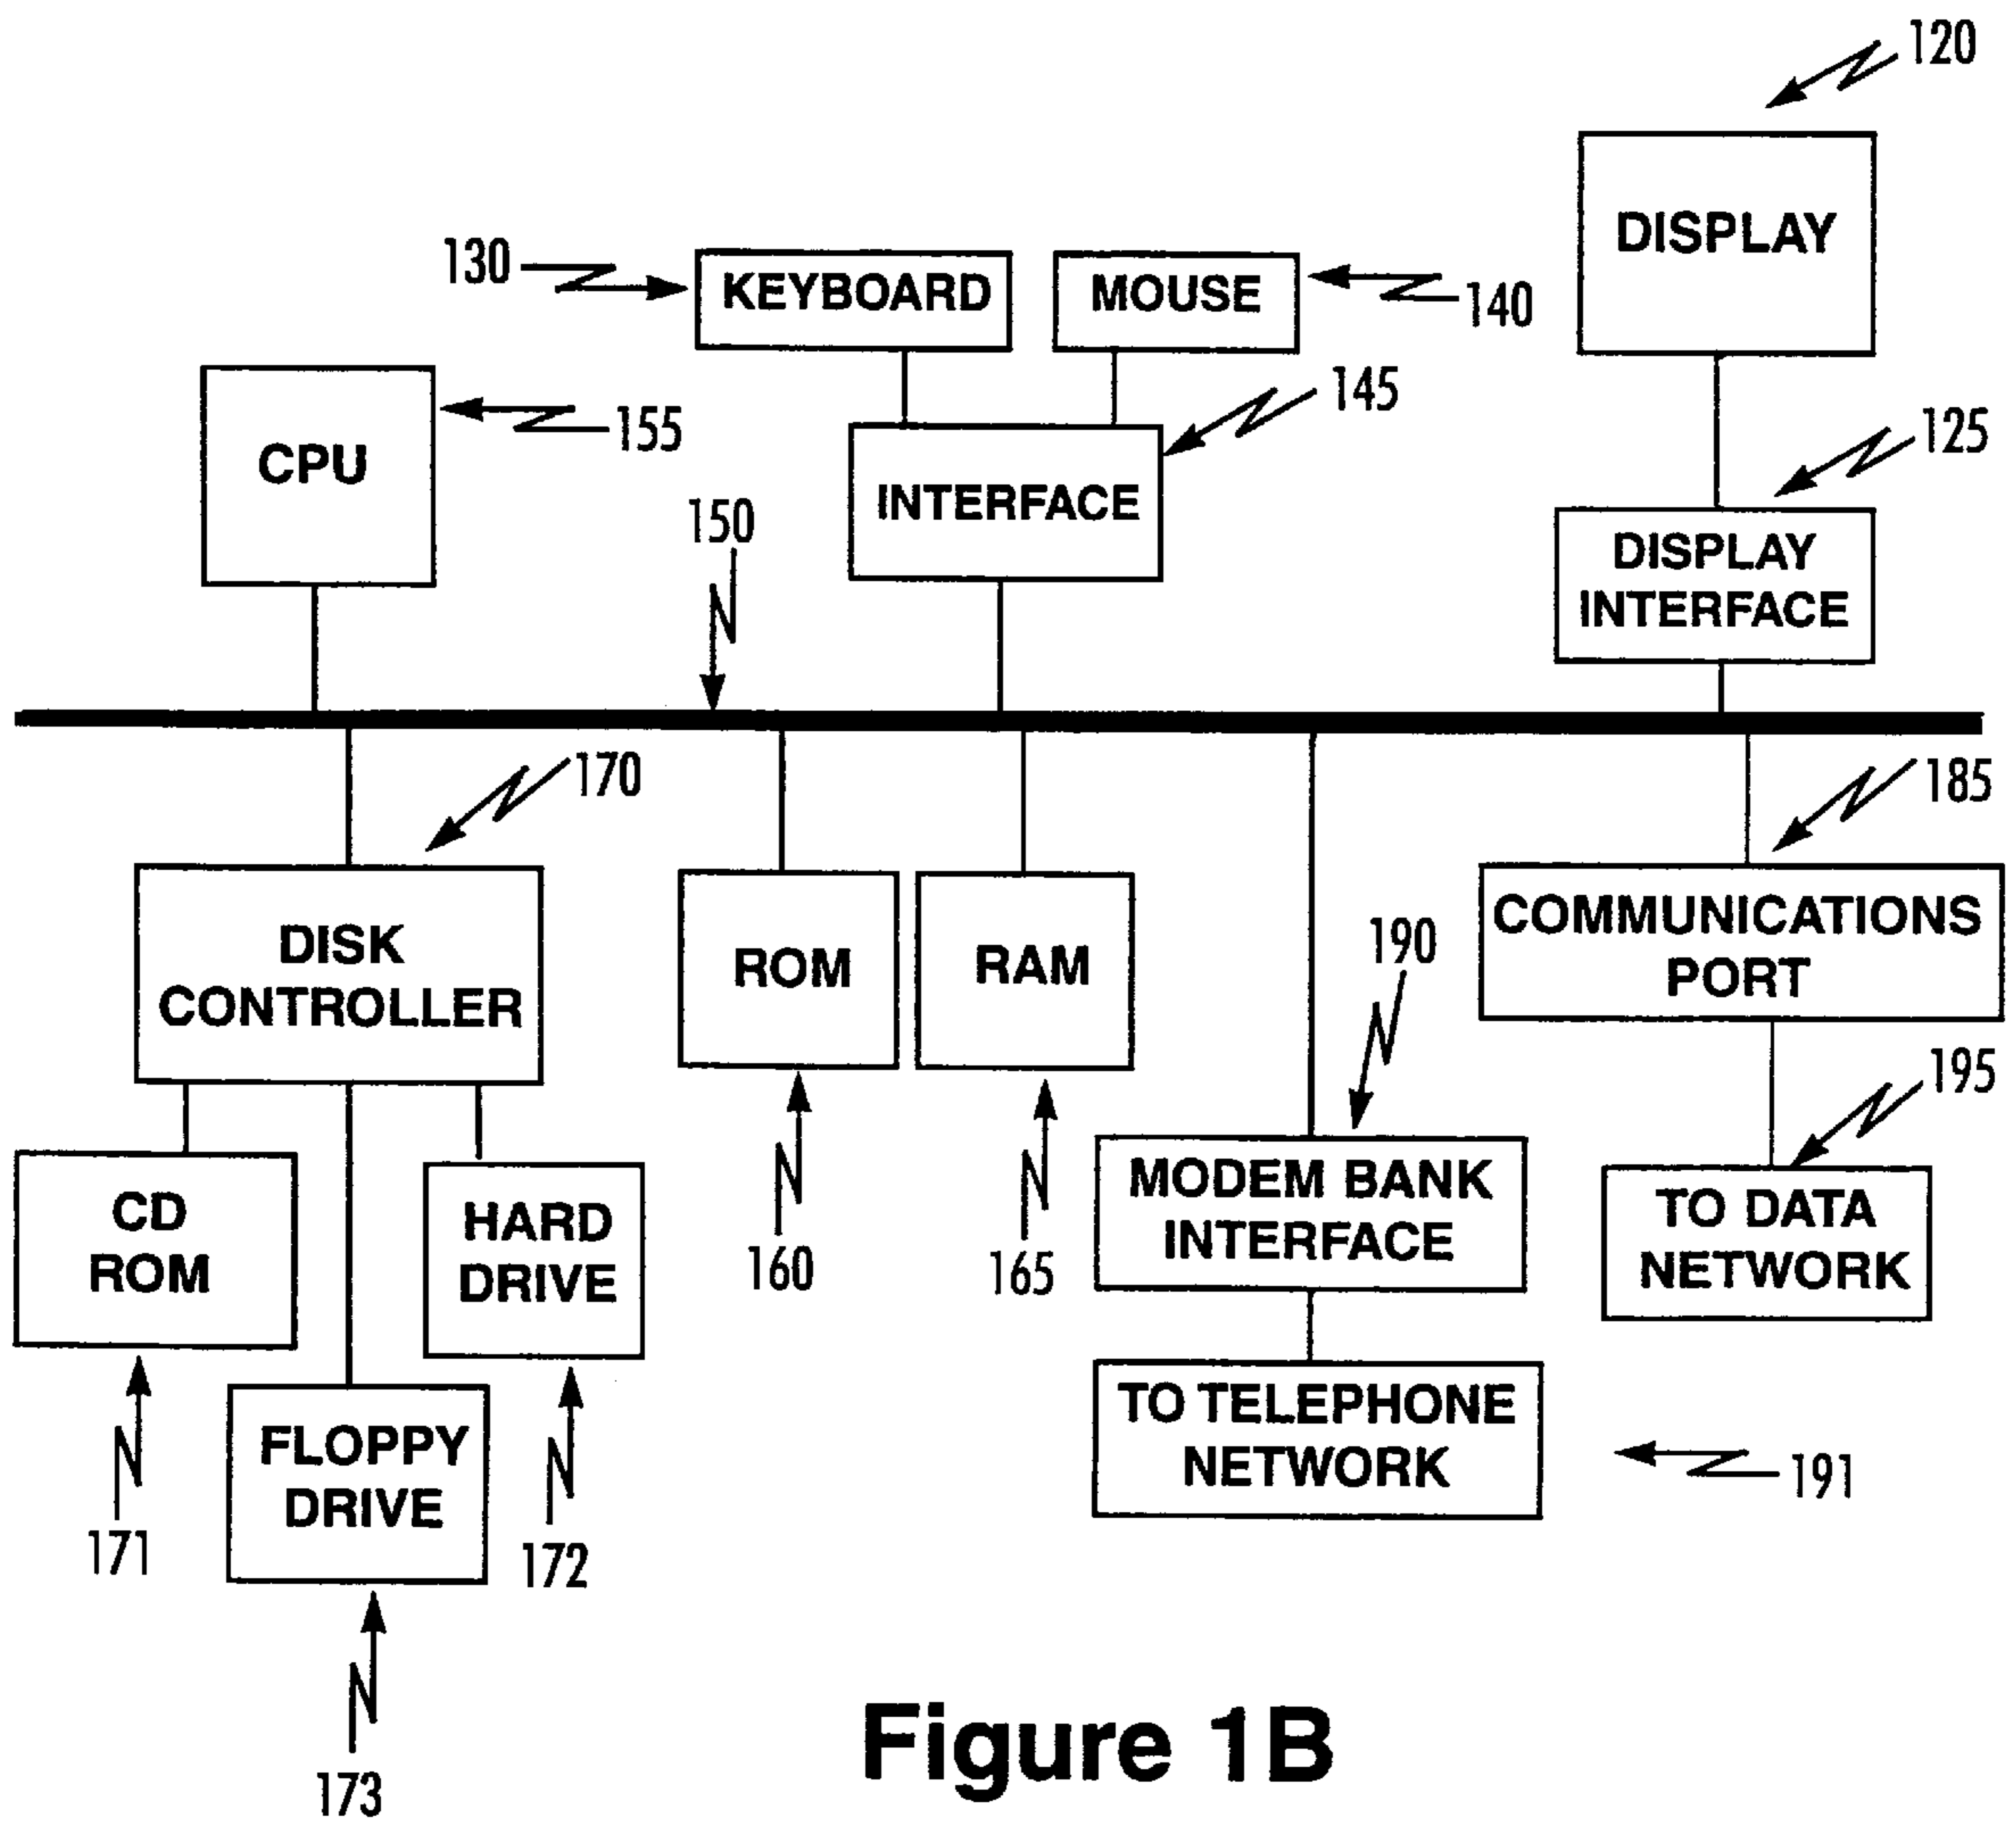 120
DISPLAY
130
KEYBOARD
MOUSE
140
145
155
CPU
125
INTERFACE
150
DISPLAY
INTERFACE
170
185
DISK
CONTROLLER
ROM
RAM
190
COMMUNICATIONS
PORT
195
CD
ROM
HARD
DRIVE
160
165
MODEM BANK
INTERFACE
TO DATA
NETWORK
FLOPPY
DRIVE
TO TELEPHONE
NETWORK
191
171
172
173
Figure 1B